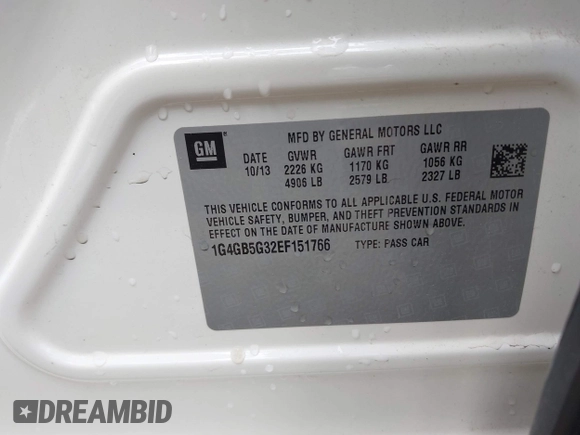 GM
MFD BY GENERAL MOTORS LLC
DATE GVWR GAWR FRT GAWR RR
10/13 2226 KG 1170 KG 1056 KG
4906 LB 2579 LB 2327 LB
THIS VEHICLE CONFORMS TO ALL APPLICABLE U.S. FEDERAL MOTOR
VEHICLE SAFETY, BUMPER, AND THEFT PREVENTION STANDARDS IN
EFFECT ON THE DATE OF MANUFACTURE SHOWN ABOVE.
1G4GB5G32EF151766 TYPE: PASS CAR
DREAMBID